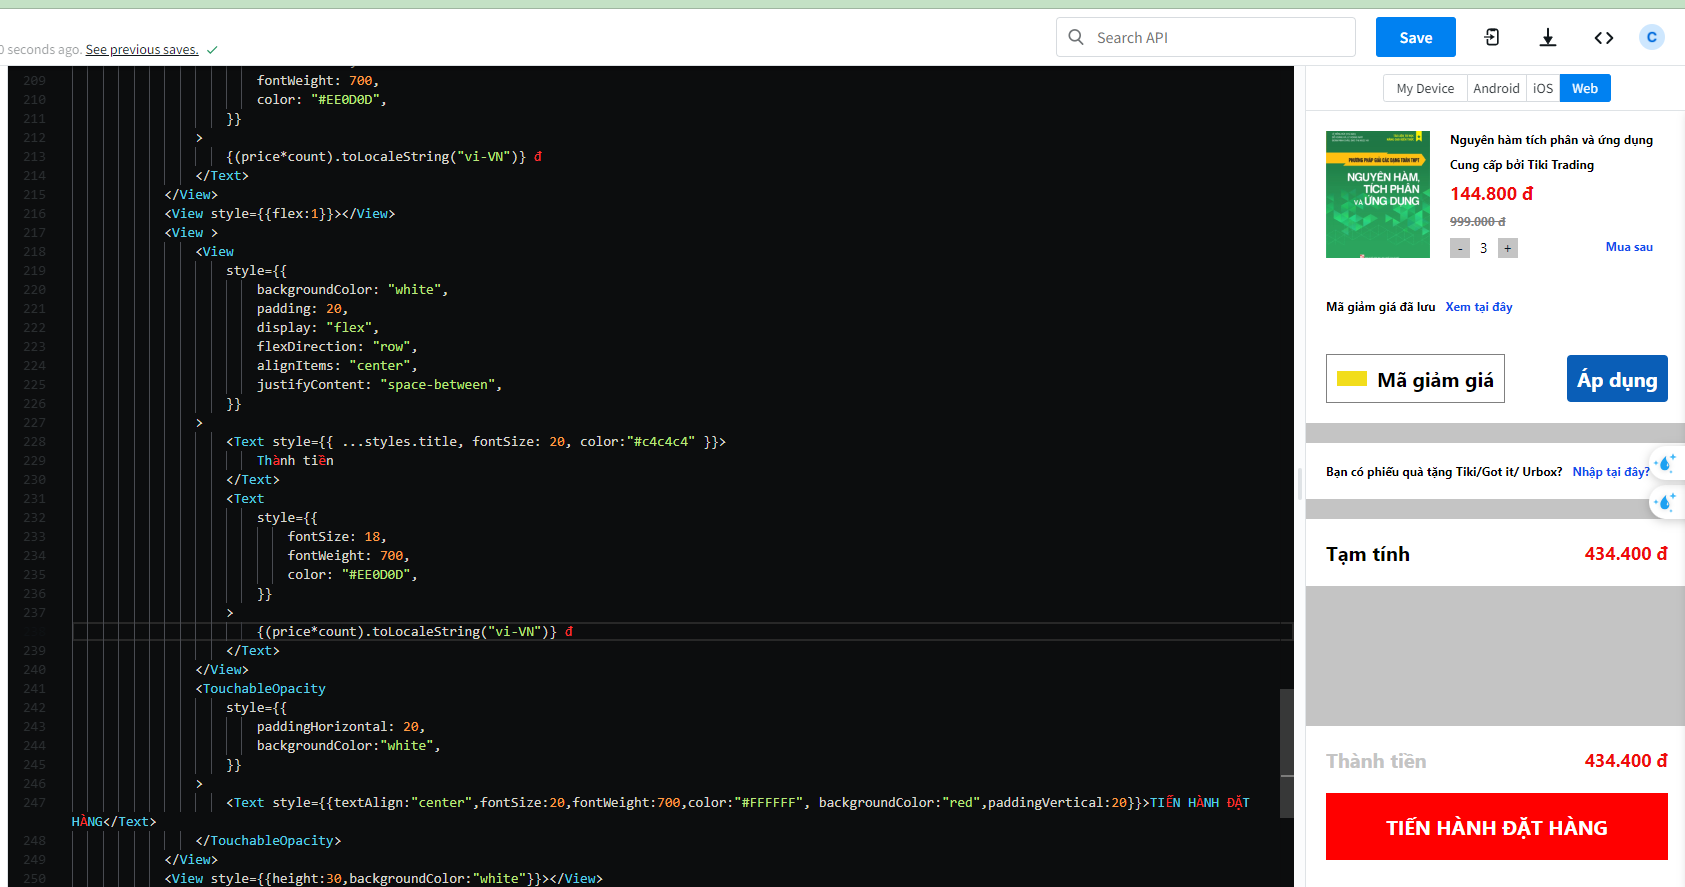 0 seconds ago. See previous saves.
Search API
Save
C
209 fontWeight: 700,
210 color: "#EE0D0D",
211 }}
212 >
213 {(price*count).toLocaleString("vi-VN")} đ
214 </Text>
215 </View>
216 <View style={{flex:1}}></View>
217 <View >
218 <View
219 style={{
220 backgroundColor: "white",
221 padding: 20,
222 display: "flex",
223 flexDirection: "row",
224 alignItems: "center",
225 justifyContent: "space-between",
226 }}
227 >
228 <Text style={{ ...styles.title, fontSize: 20, color:"#c4c4c4" }}>
229 Thành tiền
230 </Text>
231 <Text
232 style={{
233 fontSize: 18,
234 fontWeight: 700,
235 color: "#EE0D0D",
236 }}
237 >
{(price*count).toLocaleString("vi-VN")} đ
239 </Text>
240 </View>
241 <TouchableOpacity
242 style={{
243 paddingHorizontal: 20,
244 backgroundColor:"white",
245 }}
246 >
247 <Text style={{textAlign:"center",fontSize:20,fontWeight:700,color:"#FFFFFF", backgroundColor:"red",paddingVertical:20}}>TIẾN HÀNH ĐẶT
HÀNG</Text>
248 </TouchableOpacity>
249 </View>
250 <View style={{height:30,backgroundColor:"white"}}></View>
My Device Android iOS Web
PHƯƠNG PHÁP GIẢI CÁC DẠNG TOÁN THPT
NGUYÊN HÀM,
TÍCH PHÂN
VÀ ỨNG DỤNG
Nguyên hàm tích phân và ứng dụng
Cung cấp bởi Tiki Trading
144.800 đ
999.000 đ
- 3 + Mua sau
Mã giảm giá đã lưu Xem tại đây
Mã giảm giá Áp dụng
Bạn có phiếu quà tặng Tiki/Got it/ Urbox? Nhập tại đây?
Tạm tính 434.400 đ
Thành tiền 434.400 đ
TIẾN HÀNH ĐẶT HÀNG